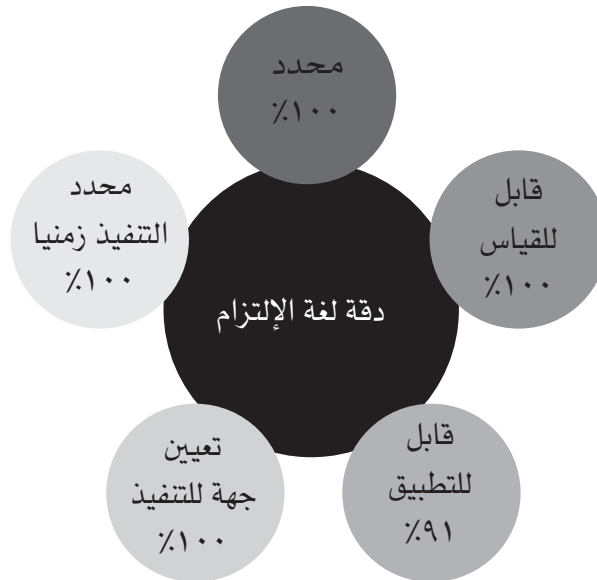 محدد
٪١٠٠
قابل
للقياس
٪١٠٠
محدد
التنفيذ زمنيا
٪١٠٠
دقة لغة الإلتزام
قابل
للتطبيق
٪٩١
تعيين
جهة للتنفيذ
٪١٠٠